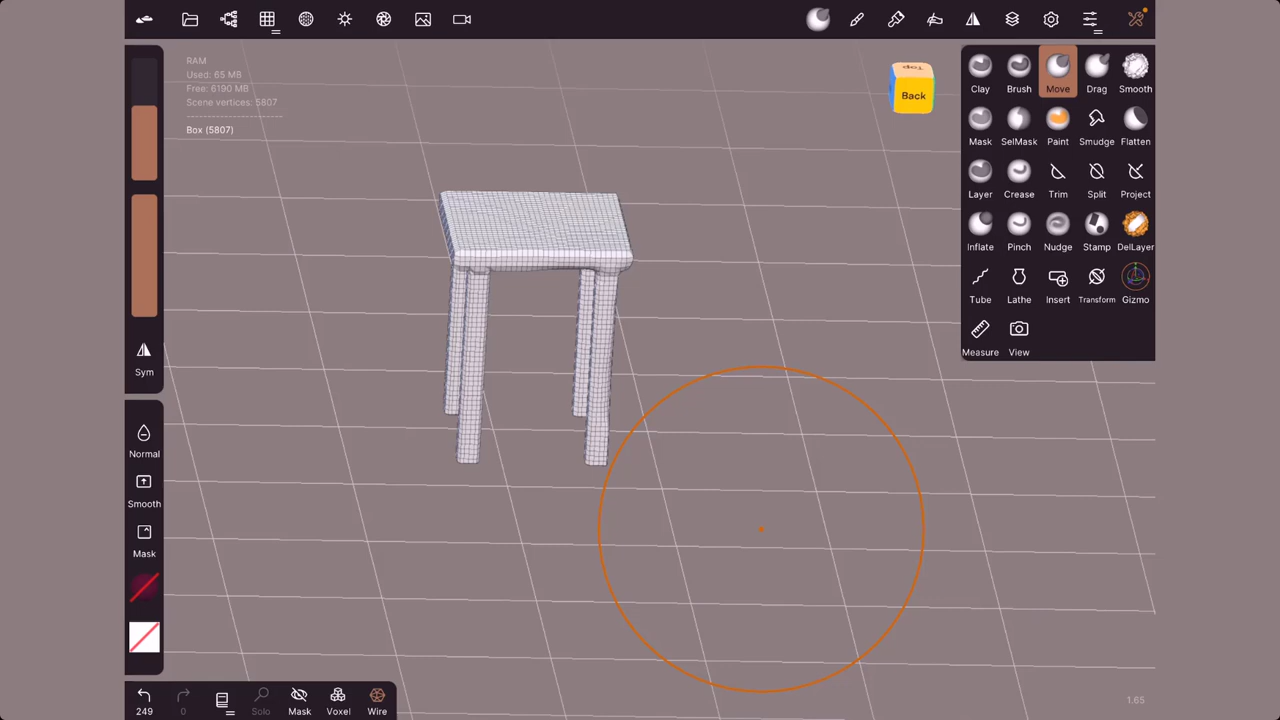 RAM
Used: 65 MB
Free: 6190 MB
Scene vertices: 5807
Box (5807)
Top
Back
Clay
Brush
Move
Drag
Smooth
Mask
SelMask
Paint
Smudge
Flatten
Layer
Crease
Trim
Split
Project
Inflate
Pinch
Nudge
Stamp
DelLayer
Tube
Lathe
Insert
Transform
Gizmo
Measure
View
Sym
Normal
Smooth
Mask
249
0
Solo
Mask
Voxel
Wire
1.65